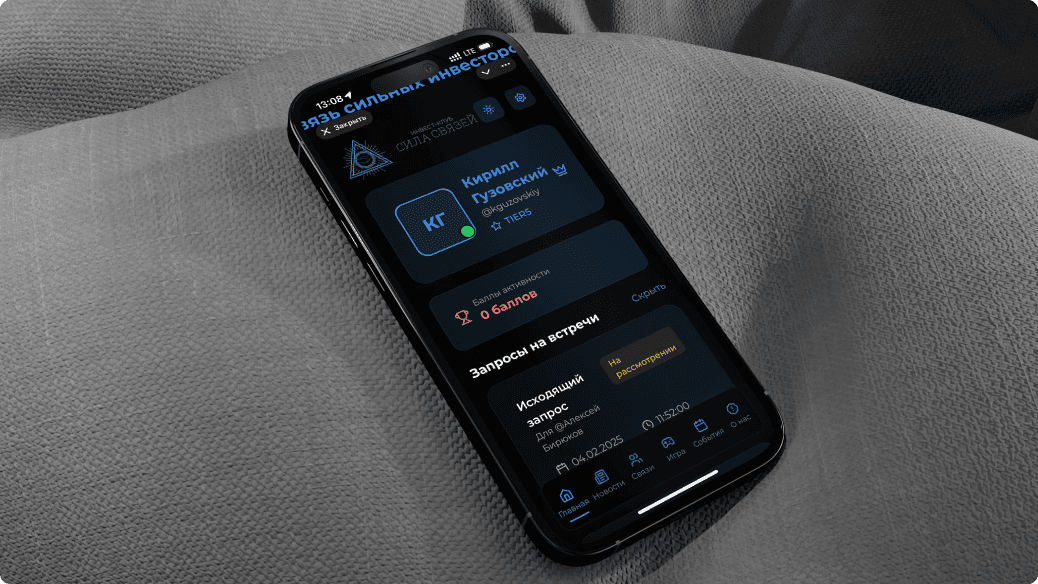 13:08
LTE
вязь сильных инвесторо
Закрыть
ИНВЕСТ-КЛУБ
СИЛА СВЯЗЕЙ
КГ
Кирилл
Гузовский
@kguzovskiy
TIER5
Баллы активности
0 баллов
Запросы на встречи
Скрыть
Исходящий
запрос
На
рассмотрении
Для @Алексей
Бирюков
04.02.2025
11:52:00
Главная
Новости
Связи
Игра
События
О нас